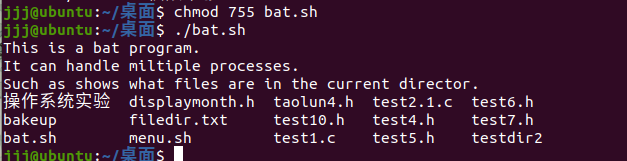 jjj@ubuntu:~/桌面$ chmod 755 bat.sh
jjj@ubuntu:~/桌面$ ./bat.sh
This is a bat program.
It can handle miltiple processes.
Such as shows what files are in the current director.
操作系统实验  displaymonth.h  taolun4.h  test2.1.c  test6.h
bakeup  filedir.txt  test10.h  test4.h  test7.h
bat.sh  menu.sh  test1.c  test5.h  testdir2
jjj@ubuntu:~/桌面$